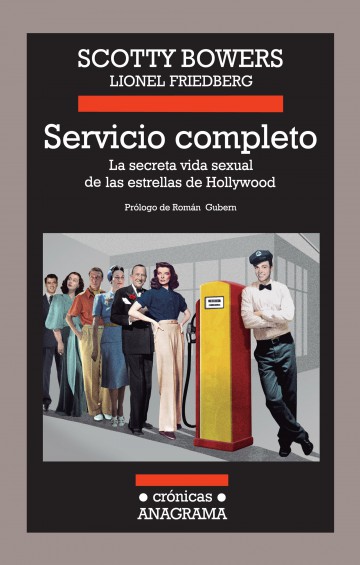 SCOTTY BOWERS
LIONEL FRIEDBERG
Servicio completo
La secreta vida sexual
de las estrellas de Hollywood
Prólogo de Román Gubern
crónicas
ANAGRAMA